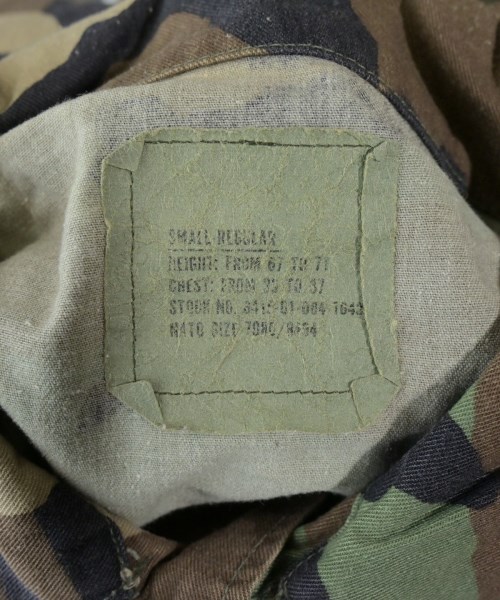 SMALL-REGULAR
HEIGHT: FROM 67 TO 71
CHEST: FROM 33 TO 37
STOCK NO. 8415-01-084-1648
NATO SIZE 7080/8494